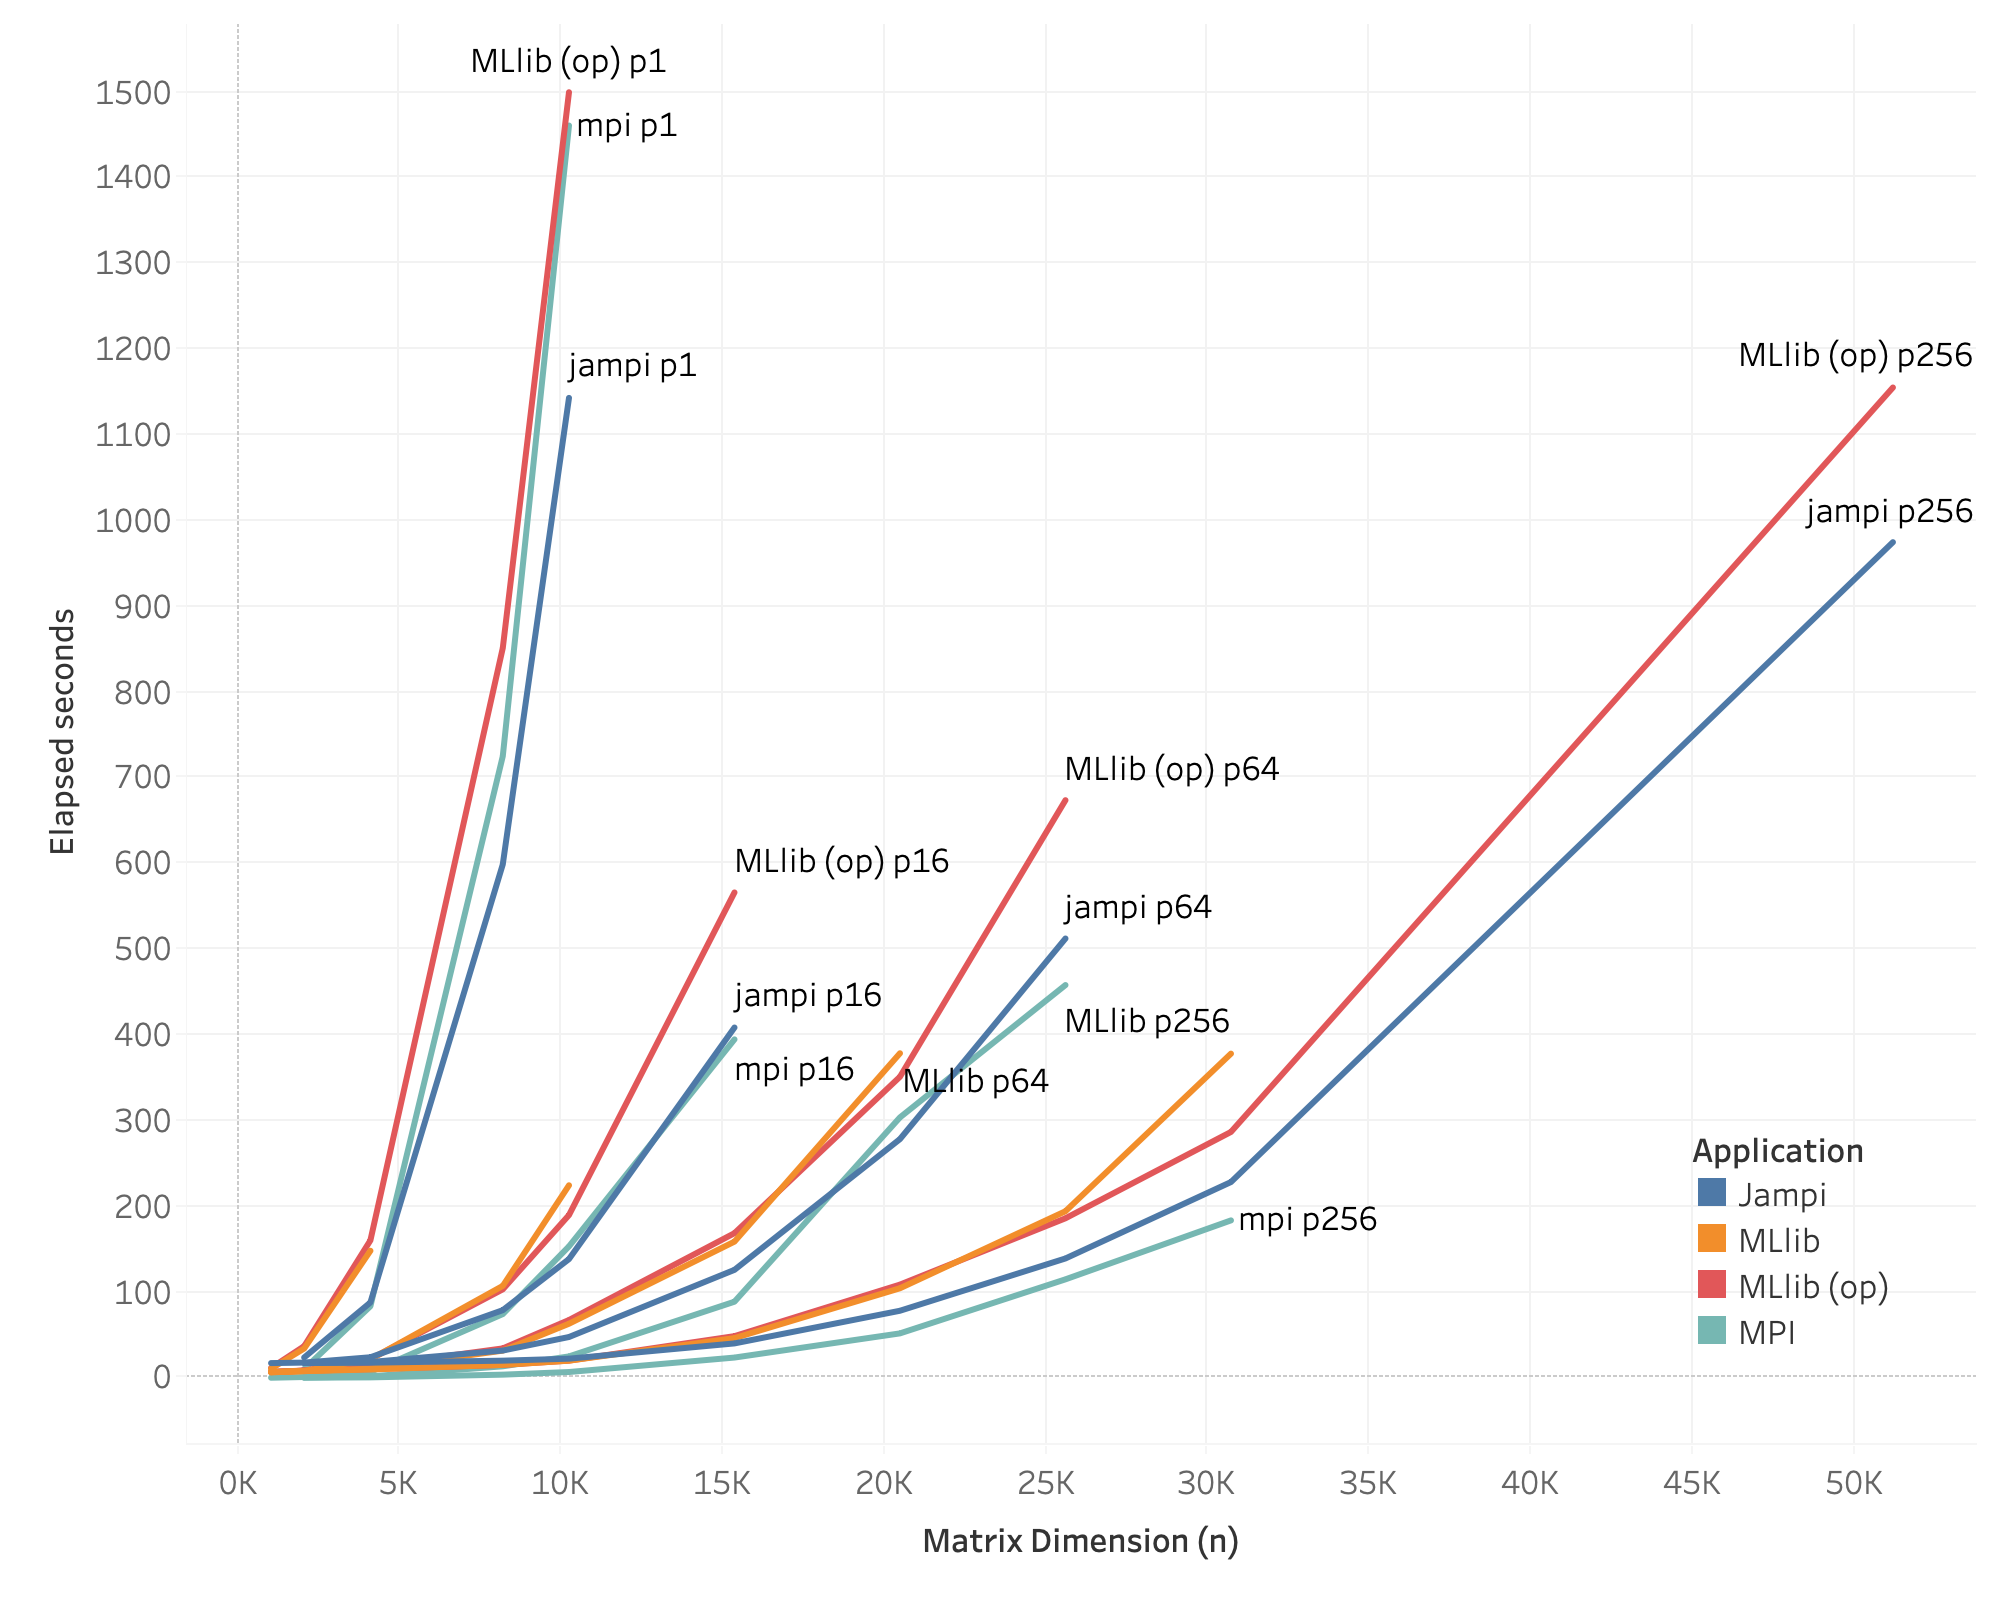 MLlib (op) p1
1500
mpi p1
1400
1300
1200
MLlib (op) p256
jampi p1
1100
1000
jampi p256
900
800
700
MLlib (op) p64
600
MLlib (op) p16
500
jampi p64
jampi p16
400
MLlib p256
mpi p16
MLlib p64
300
200
mpi p256
100
0
Elapsed seconds
Application
Jampi
MLlib
MLlib (op)
MPI
0K 5K 10K 15K 20K 25K 30K 35K 40K 45K 50K
Matrix Dimension (n)